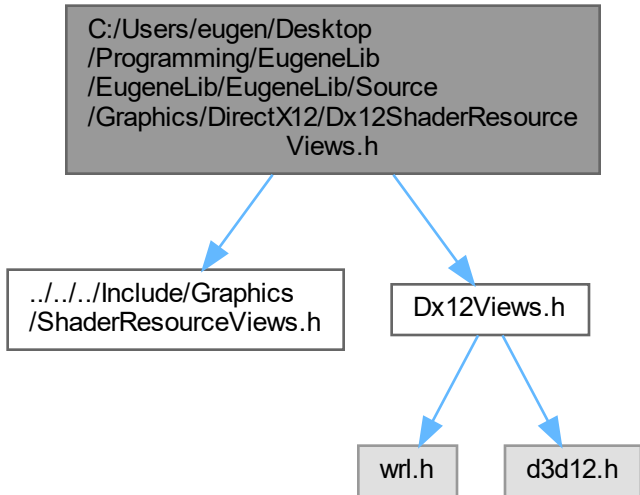 C:/Users/eugen/Desktop
/Programming/EugeneLib
/EugeneLib/EugeneLib/Source
/Graphics/DirectX12/Dx12ShaderResource
Views.h
../../../Include/Graphics
/ShaderResourceViews.h
Dx12Views.h
wrl.h
d3d12.h